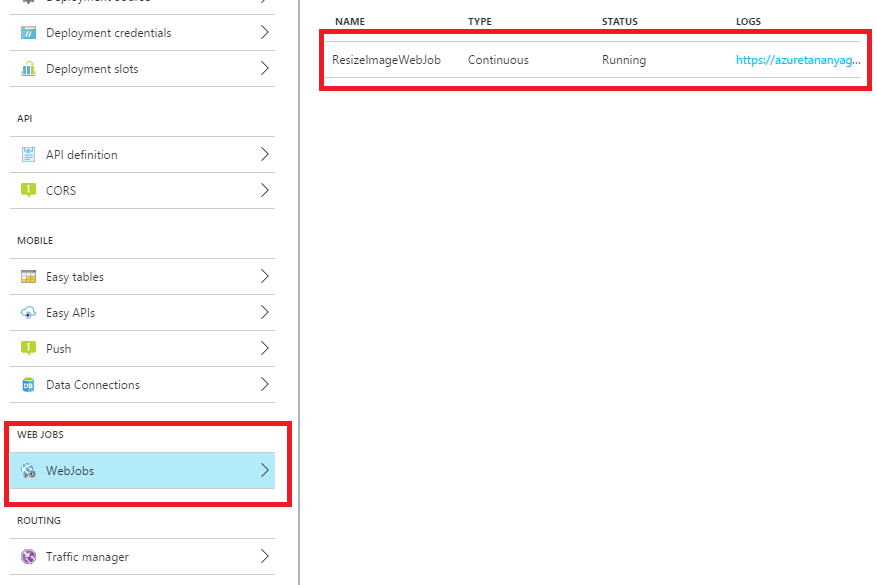 Deployment source
Deployment credentials
Deployment slots
API
API definition
CORS
MOBILE
Easy tables
Easy APIs
Push
Data Connections
WEB JOBS
WebJobs
ROUTING
Traffic manager
NAME TYPE STATUS LOGS
ResizeImageWebJob Continuous Running https://azuretananyag...